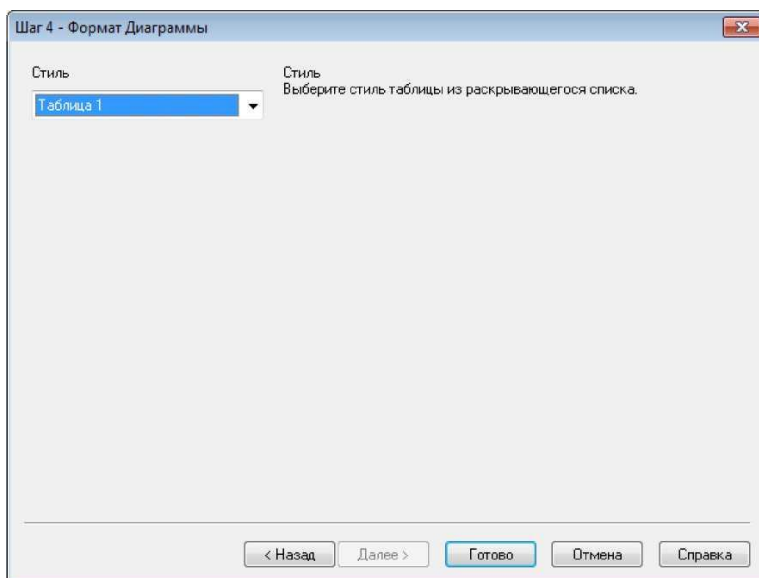 Шаг 4 - Формат Диаграммы
Стиль
Таблица 1
Стиль
Выберите стиль таблицы из раскрывающегося списка.
< Назад
Далее >
Готово
Отмена
Справка